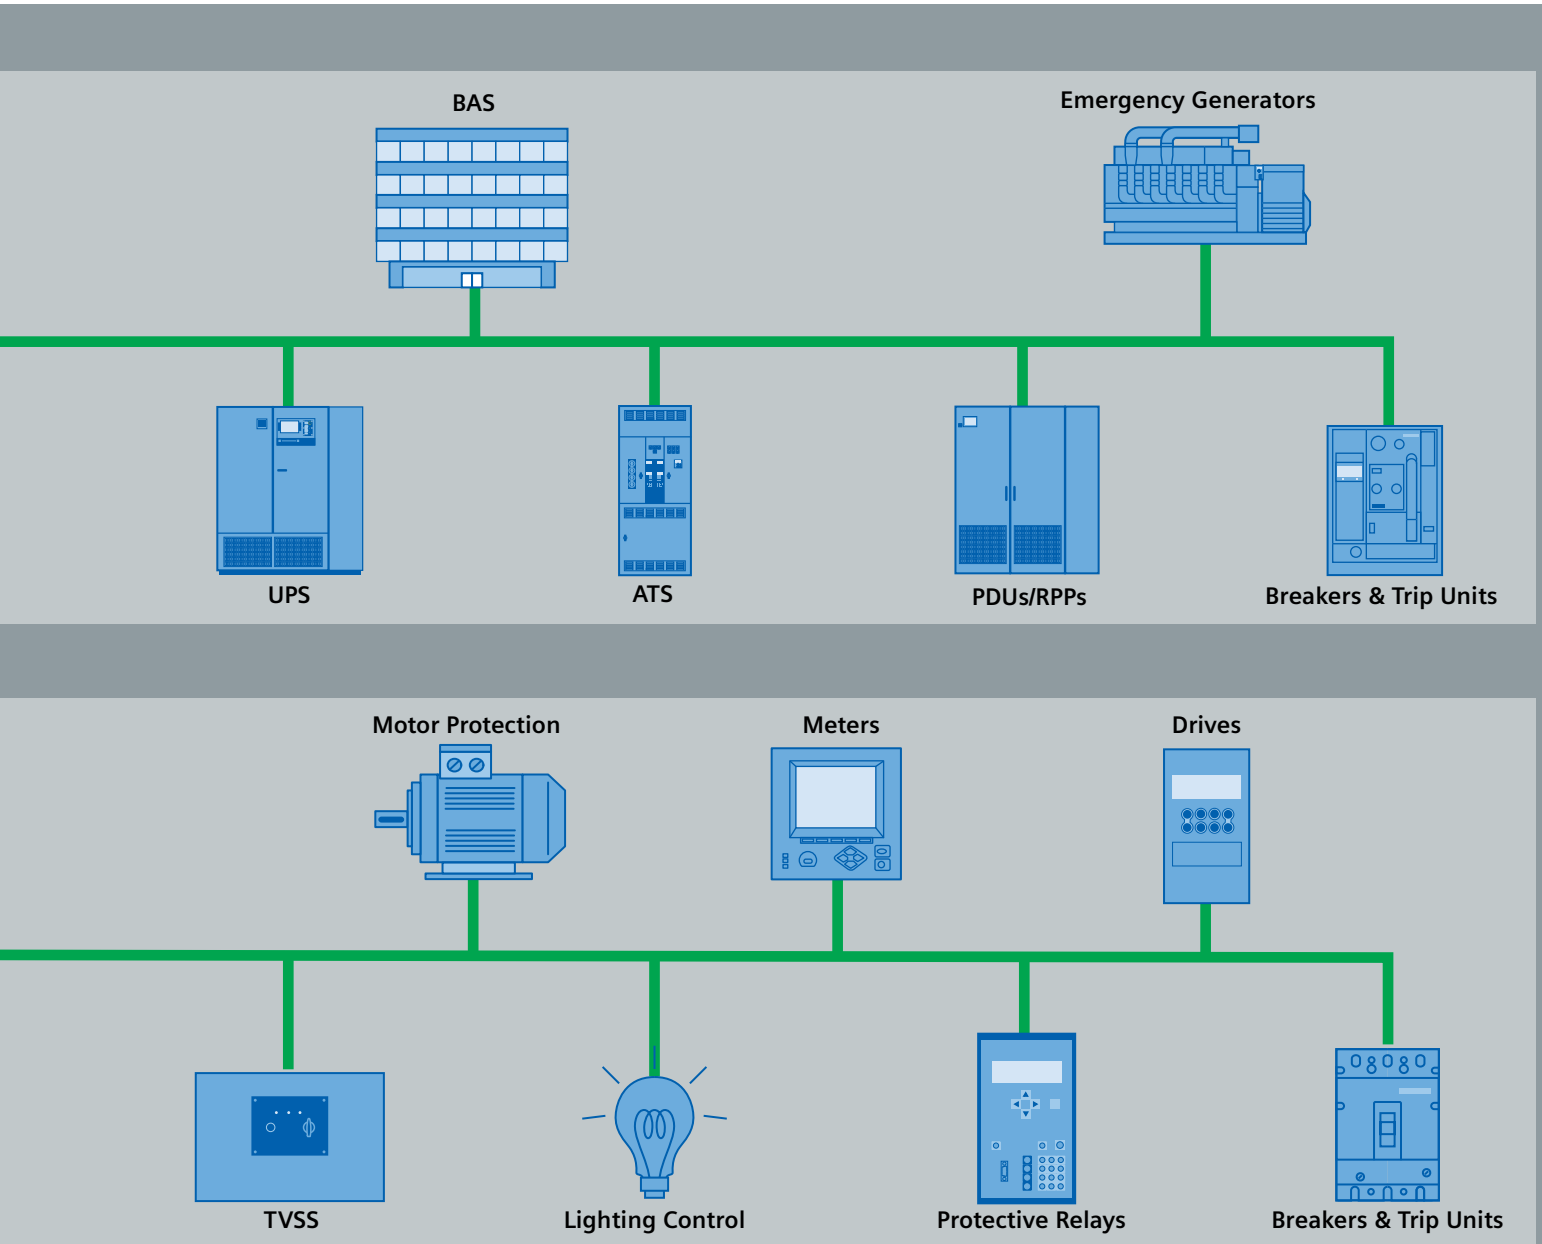 BAS
Emergency Generators
UPS
ATS
PDUs/RPPs
Breakers & Trip Units
Motor Protection
Meters
Drives
TVSS
Lighting Control
Protective Relays
Breakers & Trip Units